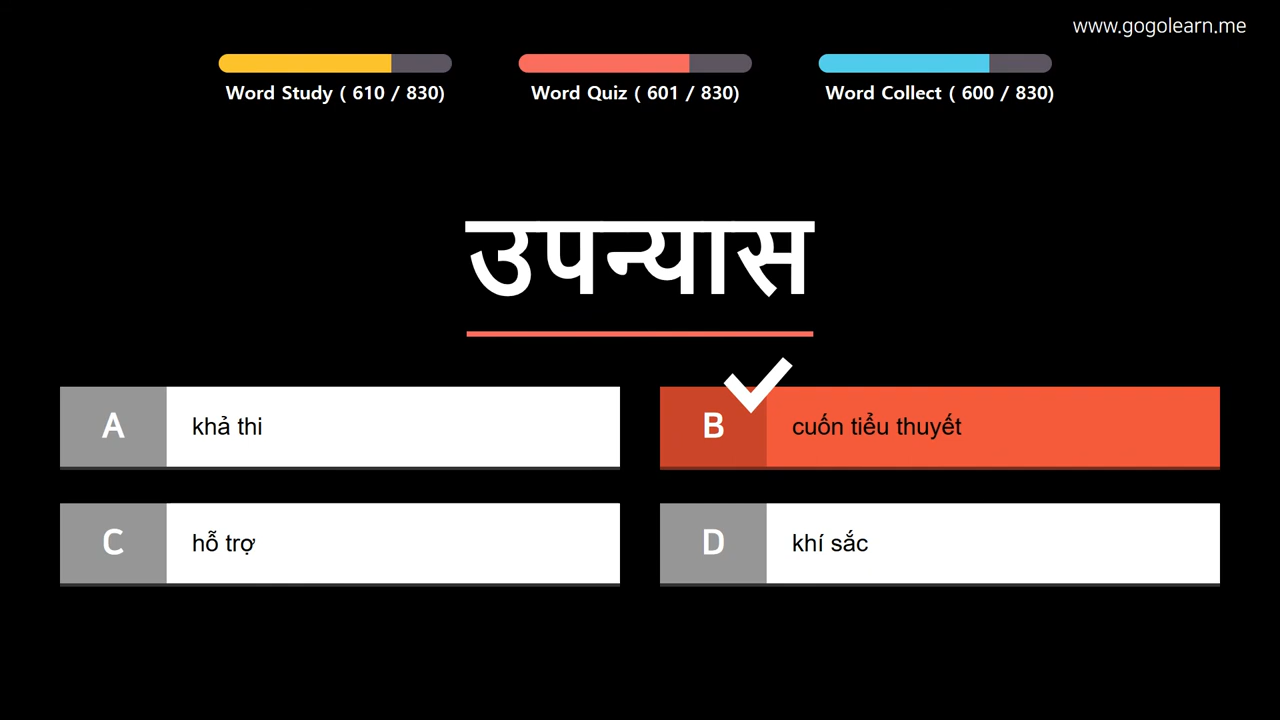 www.gogolearn.me
Word Study ( 610 / 830)
Word Quiz ( 601 / 830)
Word Collect ( 600 / 830)
उपन्यास
A khả thi
B cuốn tiểu thuyết
C hỗ trợ
D khí sắc